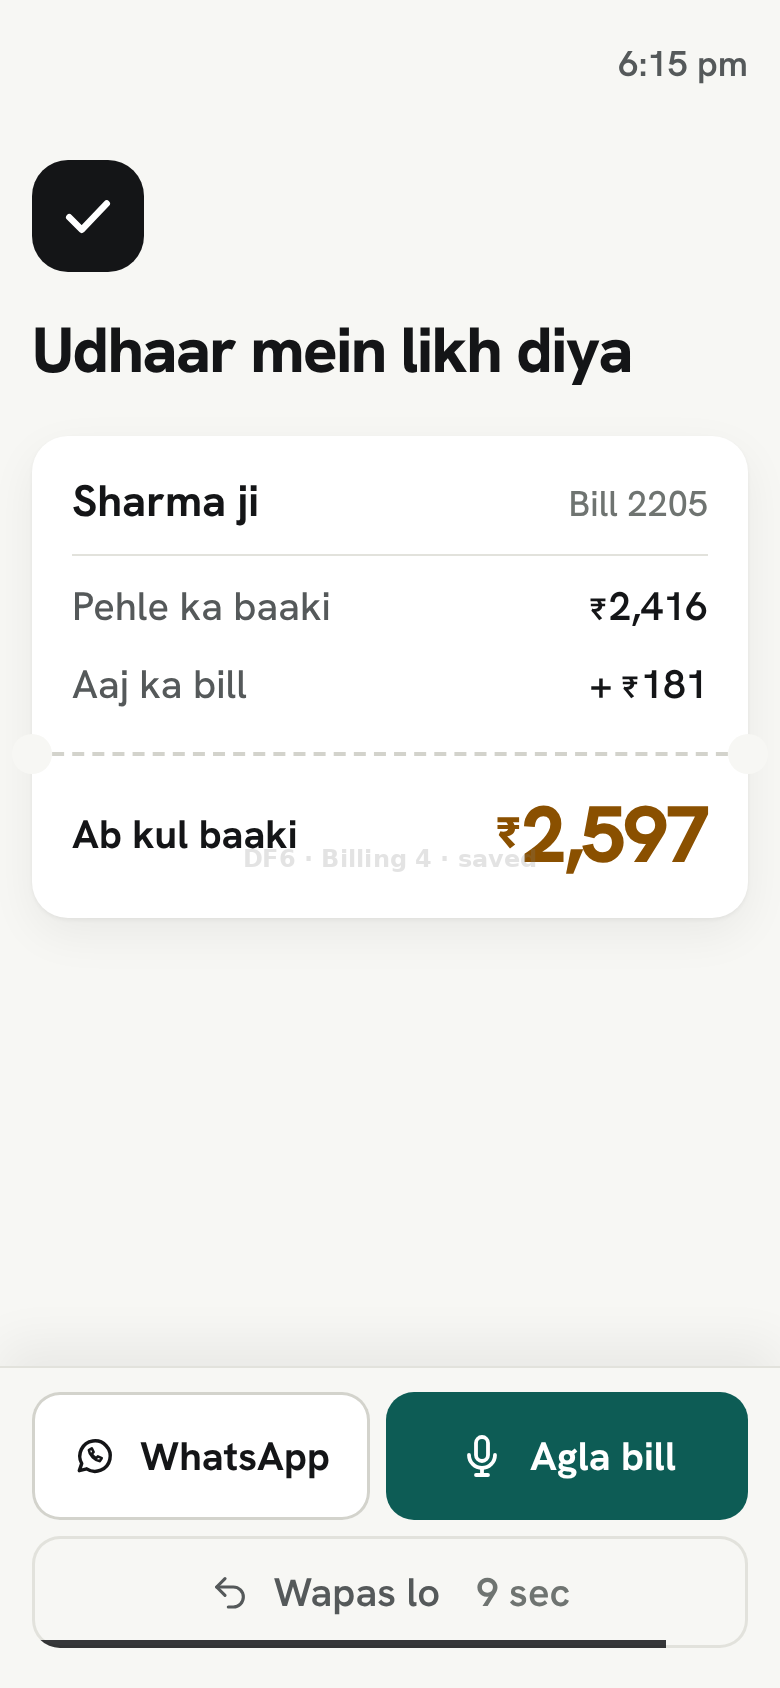 6:15 pm
Udhaar mein likh diya
Sharma ji Bill 2205
Pehle ka baaki ₹2,416
Aaj ka bill + ₹181
Ab kul baaki ₹2,597
DF6 · Billing 4 · saved
WhatsApp Agla bill
Wapas lo 9 sec